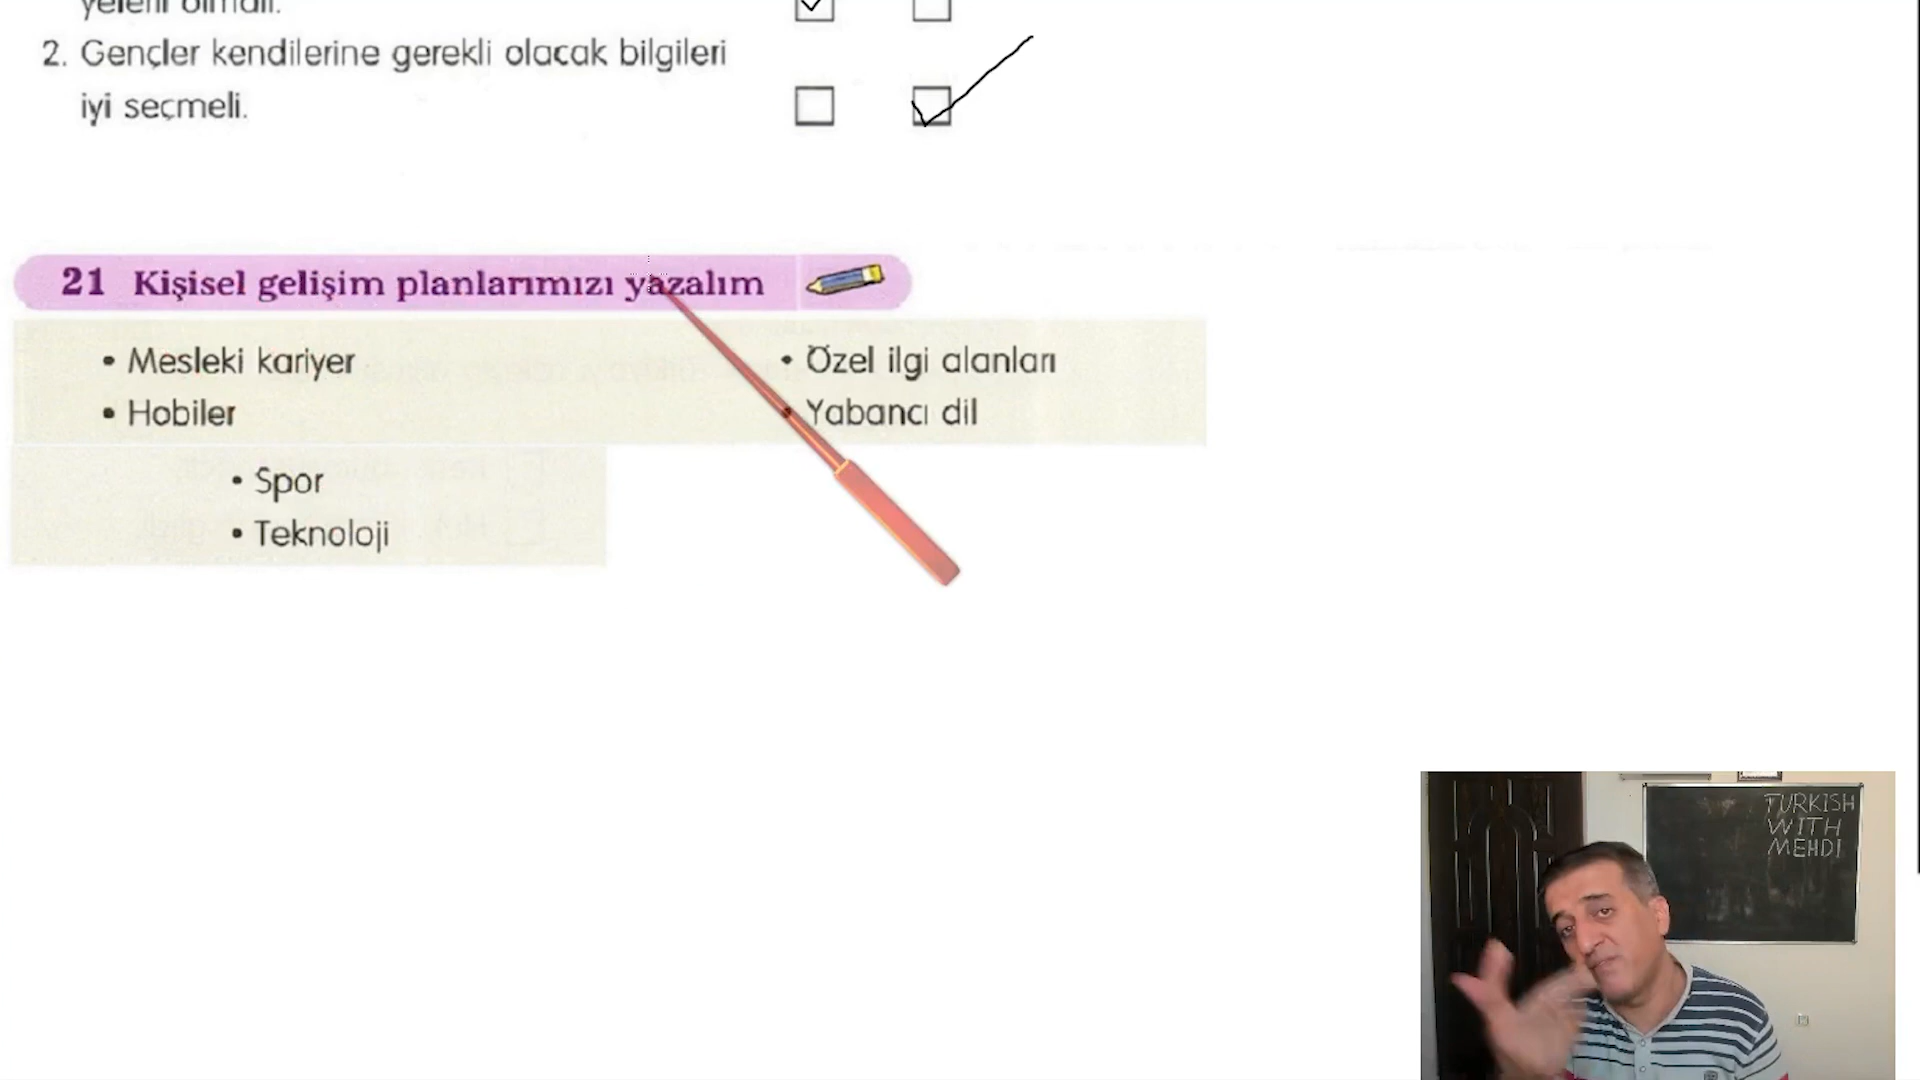 2. Gençler kendilerine gerekli olacak bilgileri
iyi seçmeli.
21 Kişisel gelişim planlarımızı yazalım
• Mesleki kariyer
• Hobiler
• Özel ilgi alanları
• Yabancı dil
• Spor
• Teknoloji
TURKISH
WITH
MEHDI